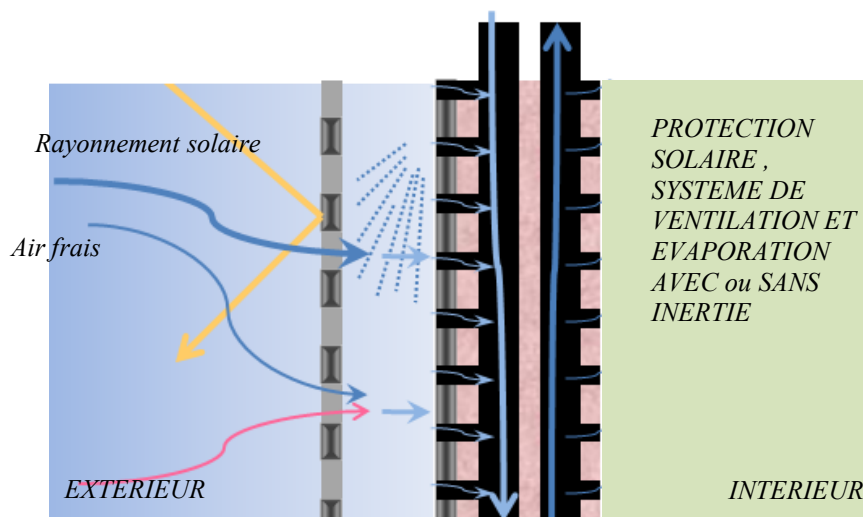 Rayonnement solaire
Air frais
EXTERIEUR
PROTECTION
SOLAIRE ,
SYSTEME DE
VENTILATION ET
EVAPORATION
AVEC ou SANS
INERTIE
INTERIEUR